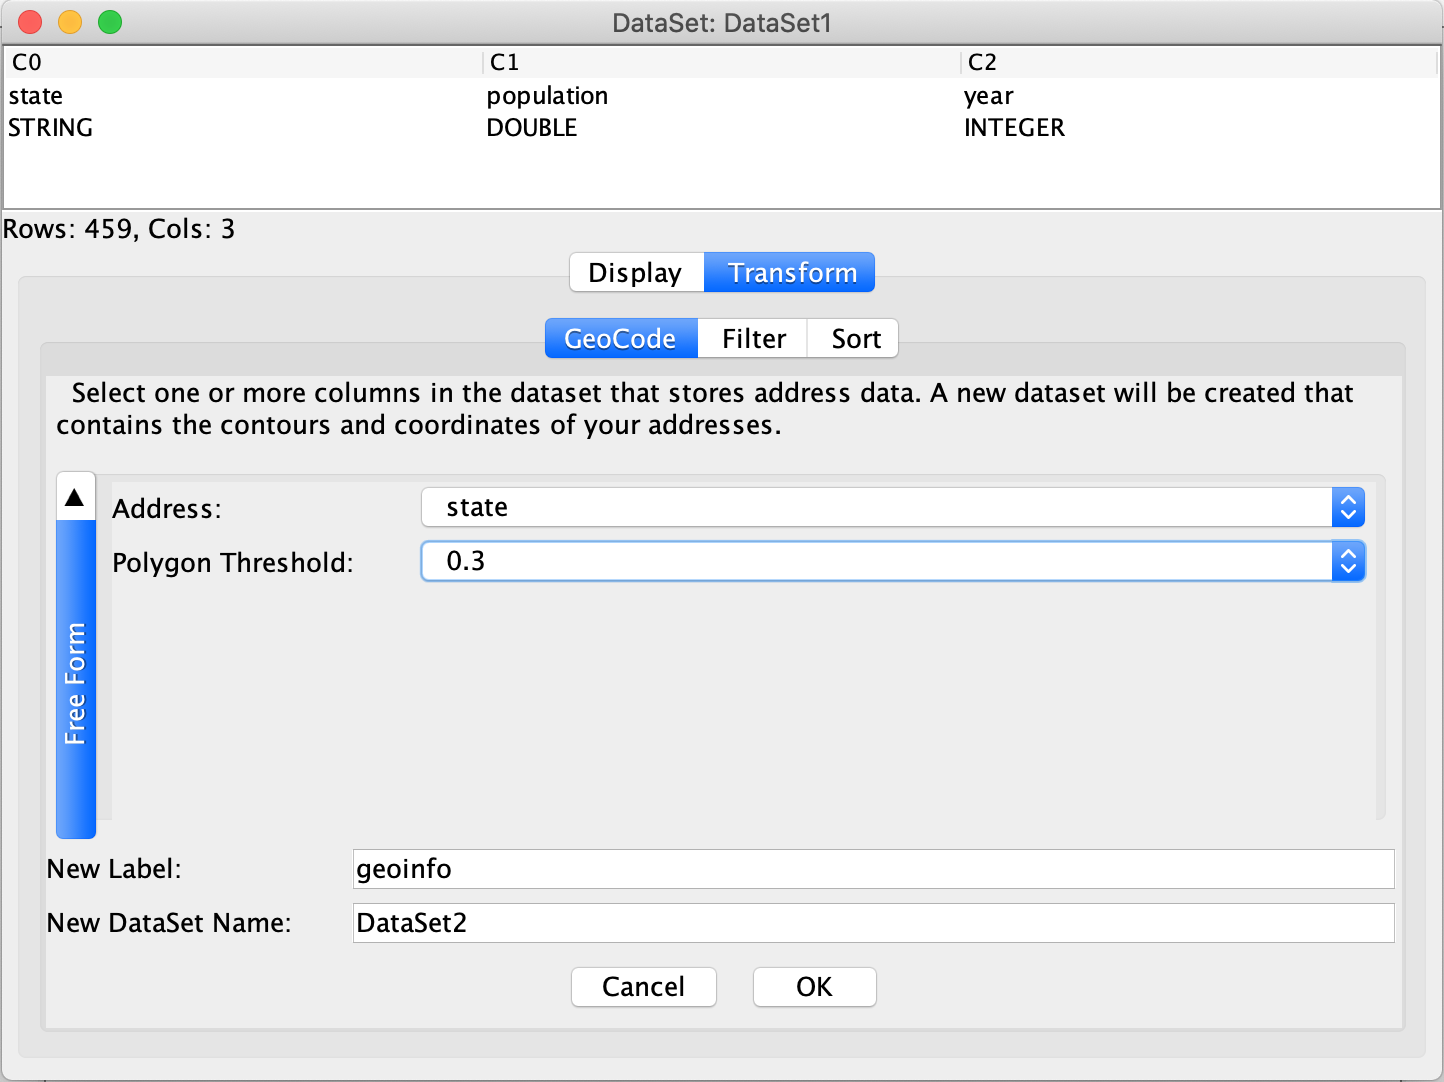 DataSet: DataSet1
C0 C1 C2
state population year
STRING DOUBLE INTEGER
Rows: 459, Cols: 3
Display Transform
GeoCode Filter Sort
Select one or more columns in the dataset that stores address data. A new dataset will be created that
contains the contours and coordinates of your addresses.
Address: state
Polygon Threshold: 0.3
Free Form
New Label: geoinfo
New DataSet Name: DataSet2
Cancel OK